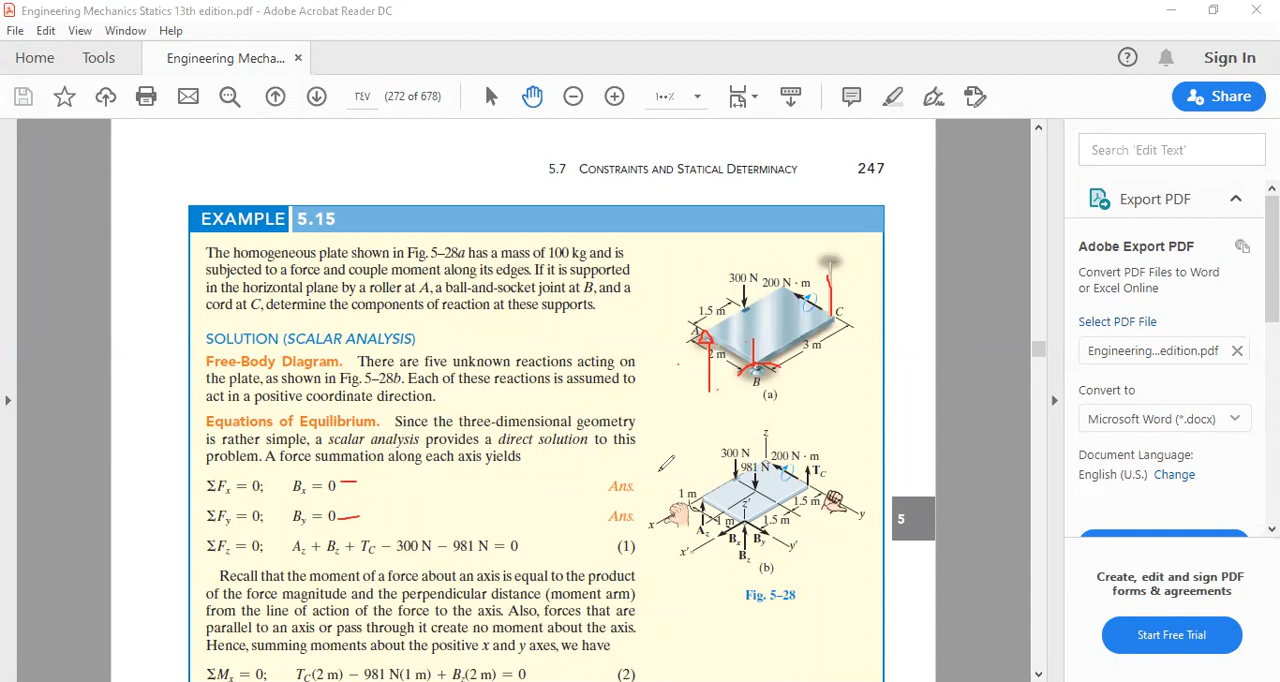 Engineering Mechanics Statics 13th edition.pdf - Adobe Acrobat Reader DC
File Edit View Window Help
Home Tools Engineering Mecha... × Sign In
٢٤٧ (272 of 678) ١٠٠٪ Share
5.7 CONSTRAINTS AND STATICAL DETERMINACY 247
EXAMPLE 5.15
The homogeneous plate shown in Fig. 5–28a has a mass of 100 kg and is
subjected to a force and couple moment along its edges. If it is supported
in the horizontal plane by a roller at A, a ball-and-socket joint at B, and a
cord at C, determine the components of reaction at these supports.
SOLUTION (SCALAR ANALYSIS)
Free-Body Diagram. There are five unknown reactions acting on
the plate, as shown in Fig. 5–28b. Each of these reactions is assumed to
act in a positive coordinate direction.
Equations of Equilibrium. Since the three-dimensional geometry
is rather simple, a scalar analysis provides a direct solution to this
problem. A force summation along each axis yields
ΣFx = 0; Bx = 0 Ans.
ΣFy = 0; By = 0 Ans.
ΣFz = 0; Az + Bz + TC − 300 N − 981 N = 0 (1)
Recall that the moment of a force about an axis is equal to the product
of the force magnitude and the perpendicular distance (moment arm)
from the line of action of the force to the axis. Also, forces that are
parallel to an axis or pass through it create no moment about the axis.
Hence, summing moments about the positive x and y axes, we have
ΣMx = 0; TC(2 m) − 981 N(1 m) + Bz(2 m) = 0 (2)
300 N 200 N · m
1.5 m
C
A
2 m
3 m
B
(a)
z
300 N 200 N · m
981 N TC
1 m
z′
1.5 m
x
Az
1 m
1.5 m
y
Bx By
x′
y′
Bz
(b)
Fig. 5–28
5
Search 'Edit Text'
Export PDF
Adobe Export PDF
Convert PDF Files to Word
or Excel Online
Select PDF File
Engineering...edition.pdf
Convert to
Microsoft Word (*.docx)
Document Language:
English (U.S.) Change
Create, edit and sign PDF
forms & agreements
Start Free Trial